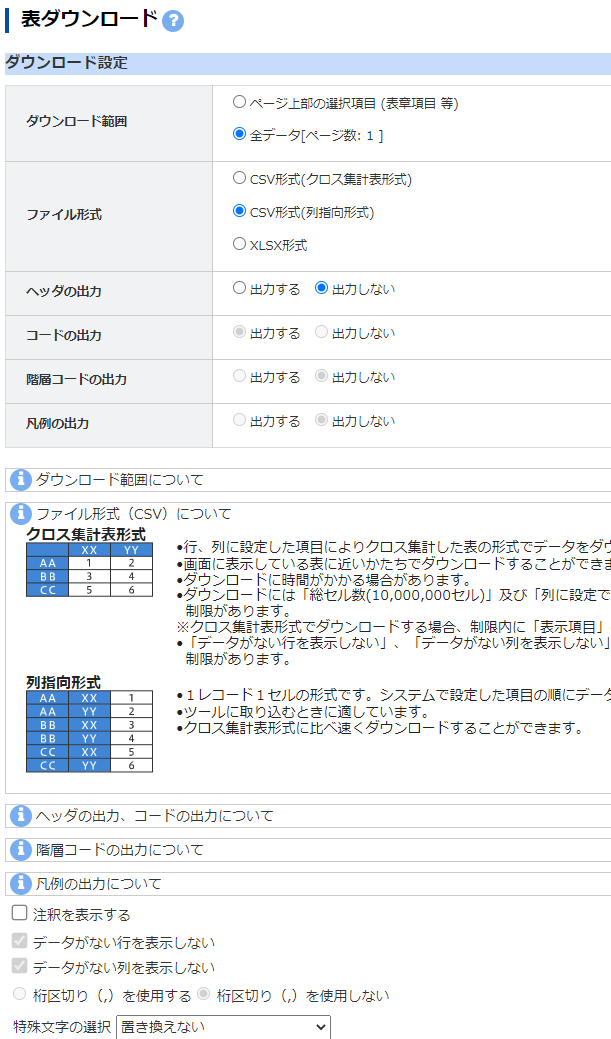 表ダウンロード ?
ダウンロード設定
ダウンロード範囲
ページ上部の選択項目 (表章項目 等)
全データ[ページ数: 1 ]
ファイル形式
CSV形式(クロス集計表形式)
CSV形式(列指向形式)
XLSX形式
ヘッダの出力 出力する 出力しない
コードの出力 出力する 出力しない
階層コードの出力 出力する 出力しない
凡例の出力 出力する 出力しない
ダウンロード範囲について
ファイル形式（CSV）について
クロス集計表形式
XX YY
AA 1 2
BB 3 4
CC 5 6
•行、列に設定した項目によりクロス集計した表の形式でデータをダウ
•画面に表示している表に近いかたちでダウンロードすることができま
•ダウンロードに時間がかかる場合があります。
•ダウンロードには「総セル数(10,000,000セル)」及び「列に設定で
制限があります。
※クロス集計表形式でダウンロードする場合、制限内に「表示項目」
•「データがない行を表示しない」、「データがない列を表示しない」
制限があります。
列指向形式
AA XX 1
AA YY 2
BB XX 3
BB YY 4
CC XX 5
CC YY 6
•１レコード１セルの形式です。システムで設定した項目の順にデータ
•ツールに取り込むときに適しています。
•クロス集計表形式に比べ速くダウンロードすることができます。
ヘッダの出力、コードの出力について
階層コードの出力について
凡例の出力について
注釈を表示する
データがない行を表示しない
データがない列を表示しない
桁区切り（,）を使用する 桁区切り（,）を使用しない
特殊文字の選択 置き換えない